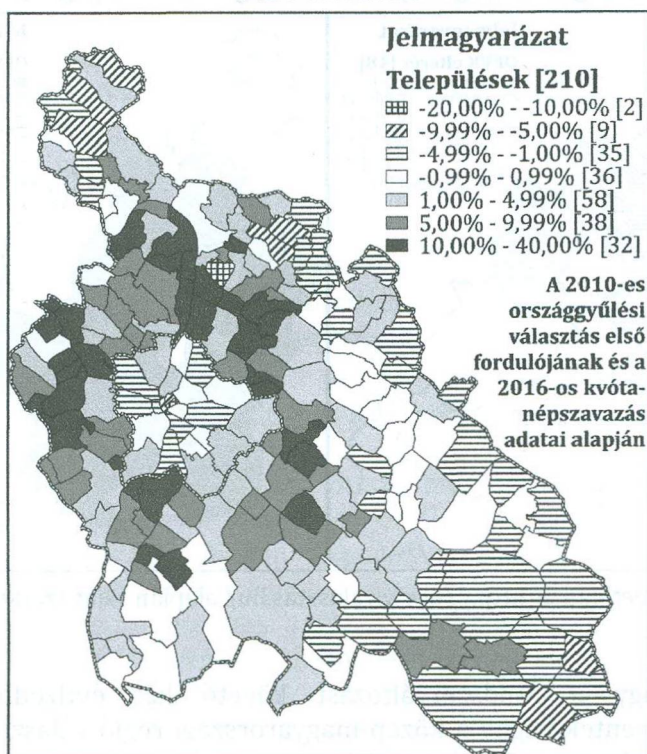 Jelmagyarázat
Települések [210]
-20,00% - -10,00% [2]
-9,99% - -5,00% [9]
-4,99% - -1,00% [35]
-0,99% - 0,99% [36]
1,00% - 4,99% [58]
5,00% - 9,99% [38]
10,00% - 40,00% [32]
A 2010-es
országgyűlési
választás első
fordulójának és a
2016-os kvóta-
népszavazás
adatai alapján